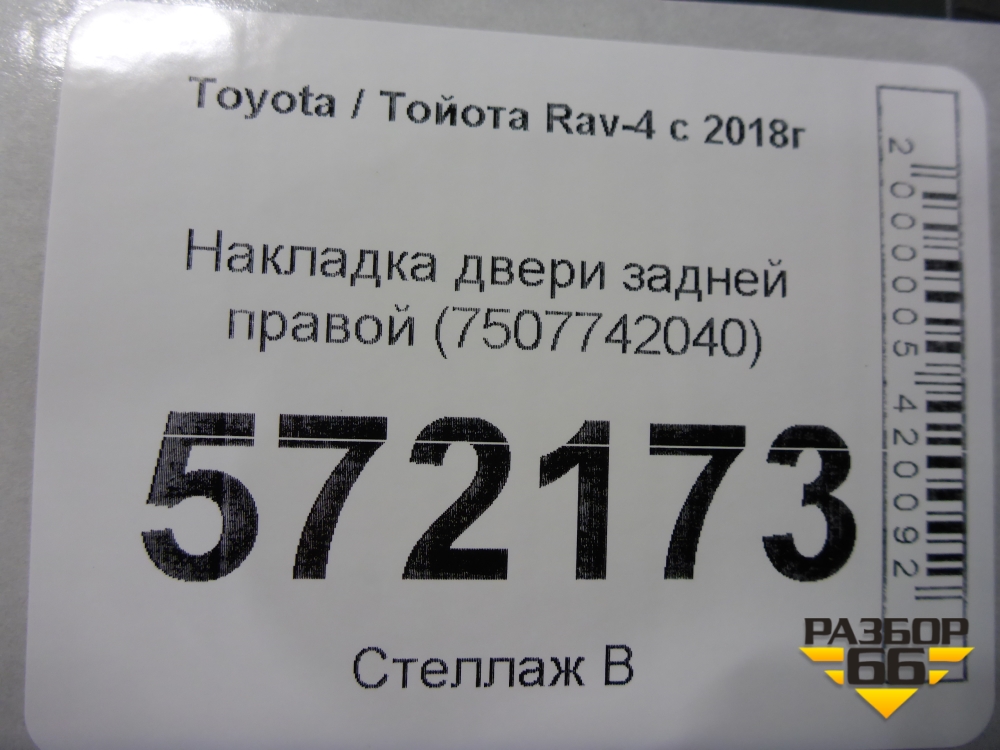 Toyota / Тойота Rav-4 с 2018г
Накладка двери задней
правой (7507742040)
572173
Стеллаж В
2000005420092
РАЗБОР
66